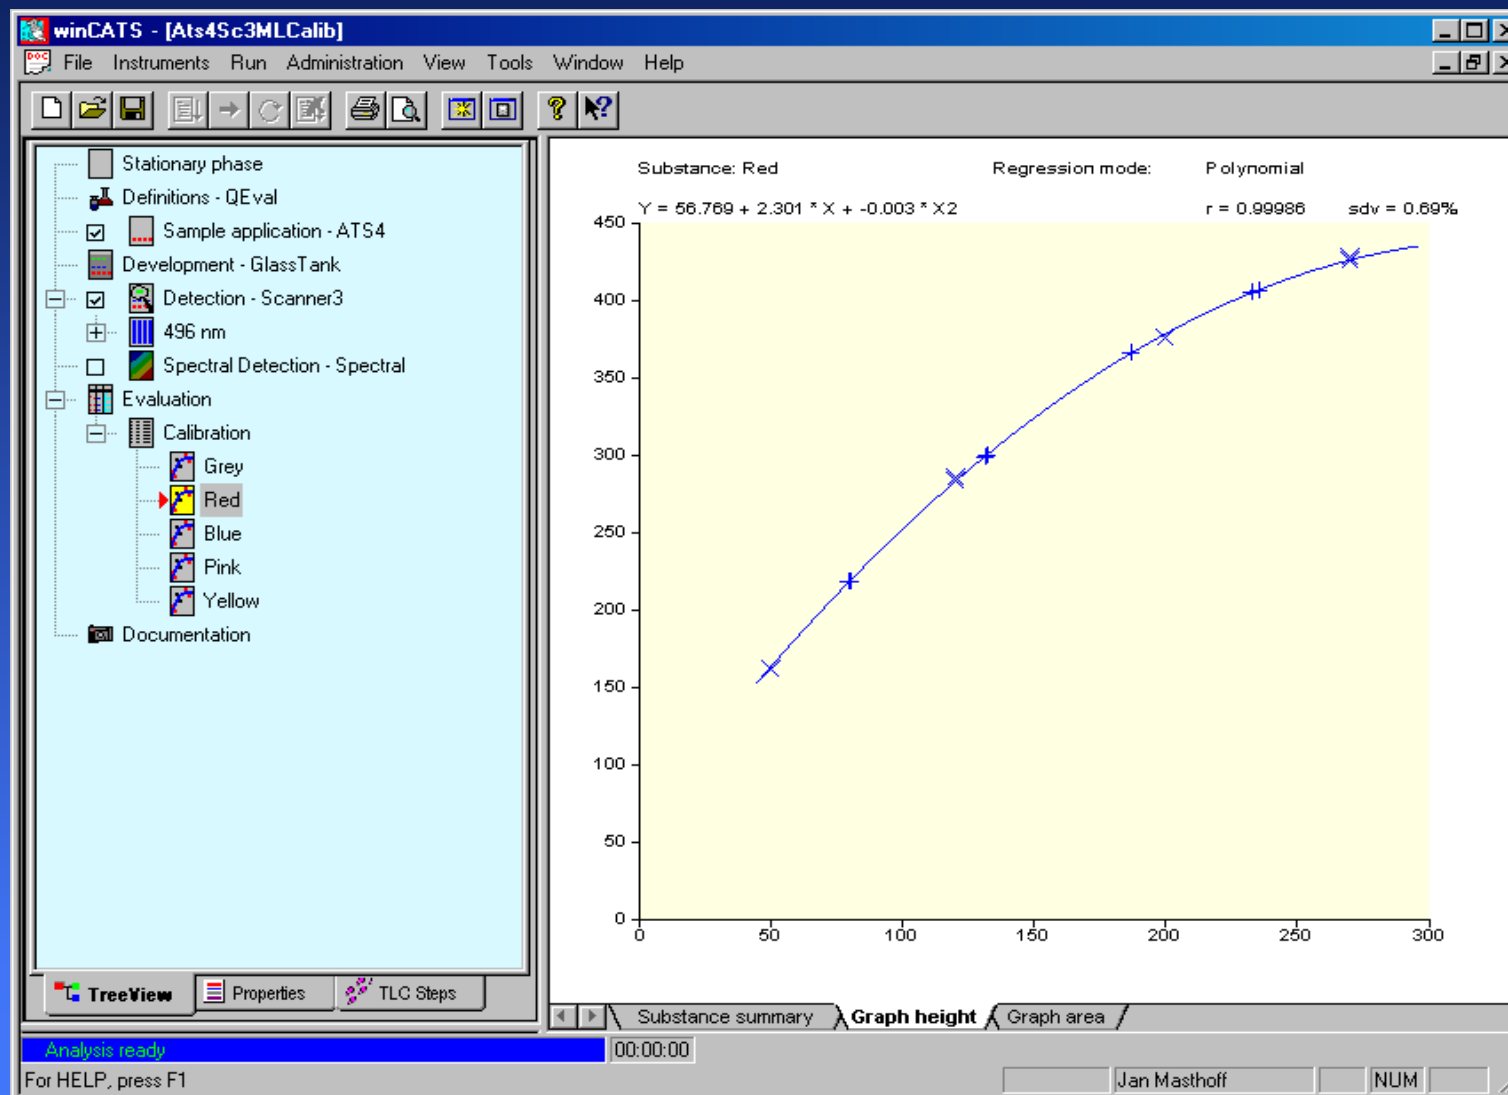 winCATS - [Ats4Sc3MLCalib]
File Instruments Run Administration View Tools Window Help
Stationary phase
Definitions - QEval
Sample application - ATS4
Development - GlassTank
Detection - Scanner3
496 nm
Spectral Detection - Spectral
Evaluation
Calibration
Grey
Red
Blue
Pink
Yellow
Documentation
TreeView Properties TLC Steps
Substance: Red Regression mode: Polynomial
Y = 56.769 + 2.301 * X + -0.003 * X2 r = 0.99986 sdv = 0.69%
450
400
350
300
250
200
150
100
50
0
0 50 100 150 200 250 300
Substance summary Graph height Graph area
Analysis ready 00:00:00
For HELP, press F1 Jan Masthoff NUM